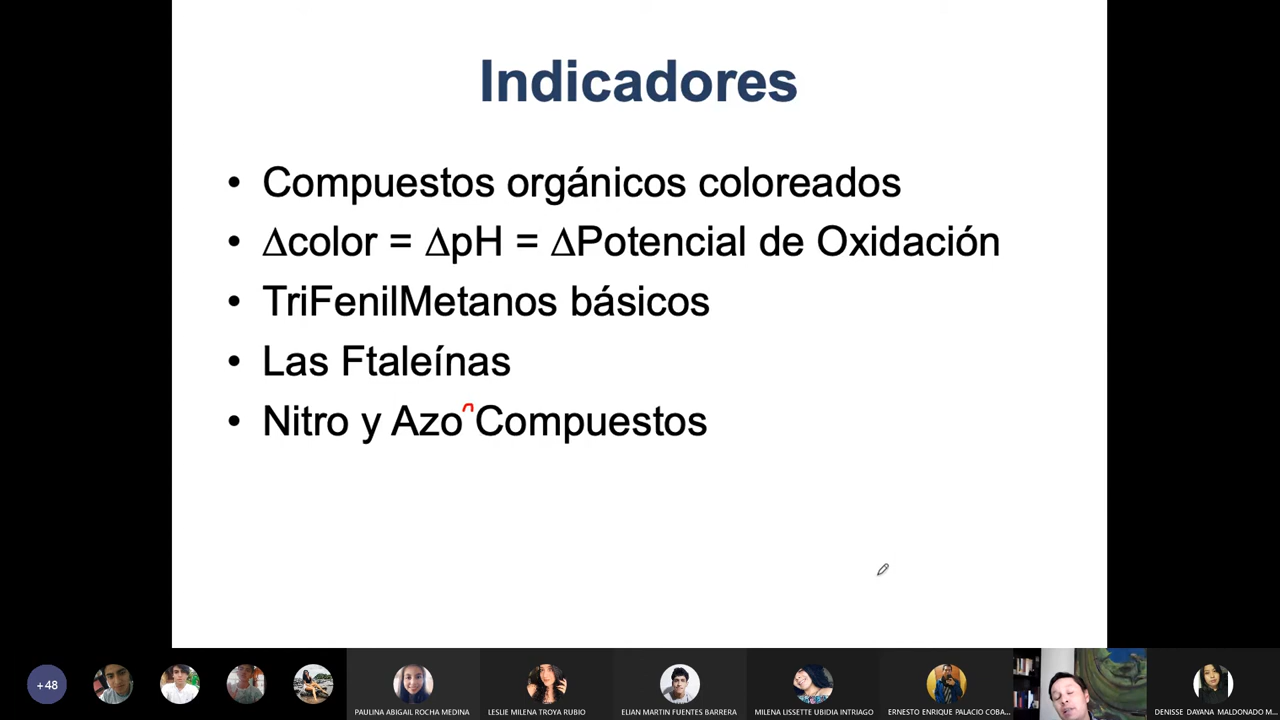 Indicadores
• Compuestos orgánicos coloreados
• ∆color = ∆pH = ∆Potencial de Oxidación
• TriFenilMetanos básicos
• Las Ftaleínas
• Nitro y Azo Compuestos
+48
PAULINA ABIGAIL ROCHA MEDINA
LESLIE MILENA TROYA RUBIO
ELIAN MARTIN FUENTES BARRERA
MILENA LISSETTE UBIDIA INTRIAGO
ERNESTO ENRIQUE PALACIO COBA...
DENISSE DAYANA MALDONADO M...